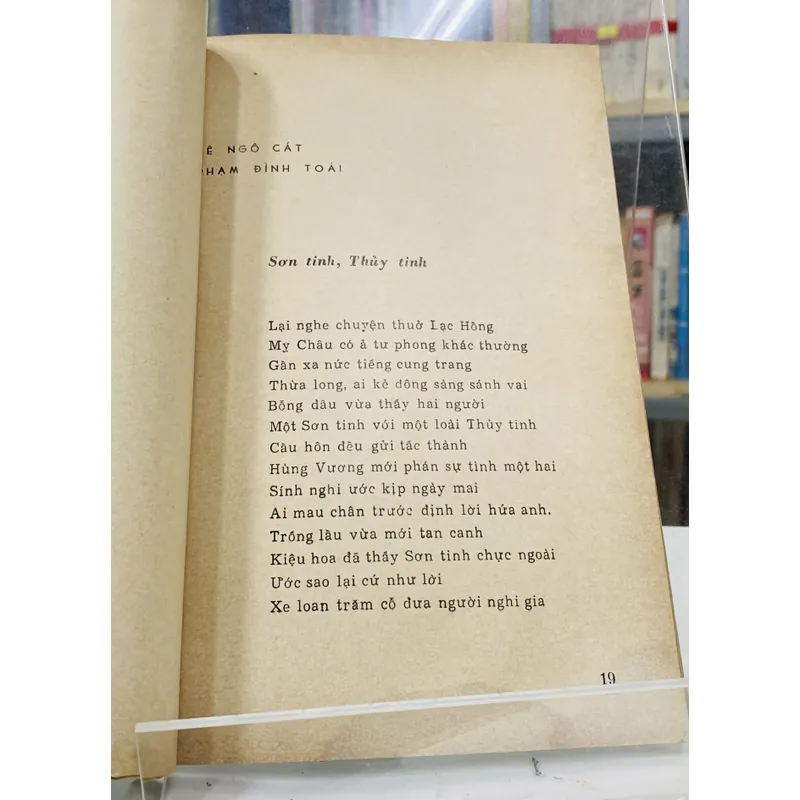 Ê NGÔ CÁT
PHẠM ĐÌNH TOÁI
Sơn tinh, Thủy tinh
Lại nghe chuyện thuở Lạc Hồng
Mỵ Châu có ả tư phong khác thường
Gần xa nức tiếng cung trang
Thừa long, ai kẻ đông sàng sánh vai
Bỗng dâu vừa thấy hai người
Một Sơn tinh với một loài Thủy tinh
Cầu hôn đều gửi tấc thành
Hùng Vương mới phán sự tình một hai
Sính nghi ước kịp ngày mai
Ai mau chân trước định lời hứa anh.
Trống lầu vừa mới tan canh
Kiệu hoa đã thấy Sơn tinh chực ngoài
Ước sao lại cứ như lời
Xe loan trăm cỗ đưa người nghi gia
19